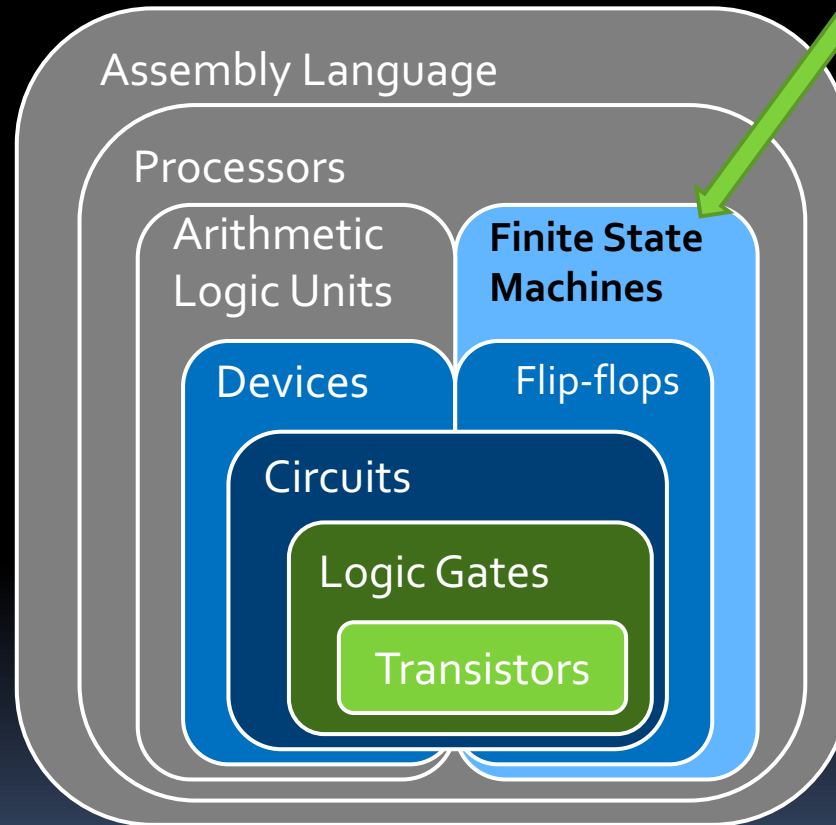 Assembly Language
Processors
Arithmetic
Logic Units
Finite State
Machines
Devices
Flip-flops
Circuits
Logic Gates
Transistors